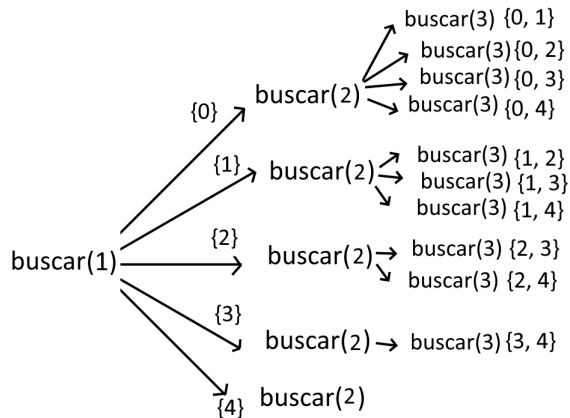 buscar(3) {0, 1}
buscar(3) {0, 2}
buscar(3) {0, 3}
buscar(3) {0, 4}
buscar(2)
{0}
buscar(3) {1, 2}
buscar(3) {1, 3}
buscar(3) {1, 4}
buscar(2)
{1}
buscar(3) {2, 3}
buscar(3) {2, 4}
buscar(2)
{2}
buscar(1)
{3}
buscar(2)
buscar(3) {3, 4}
{4}
buscar(2)